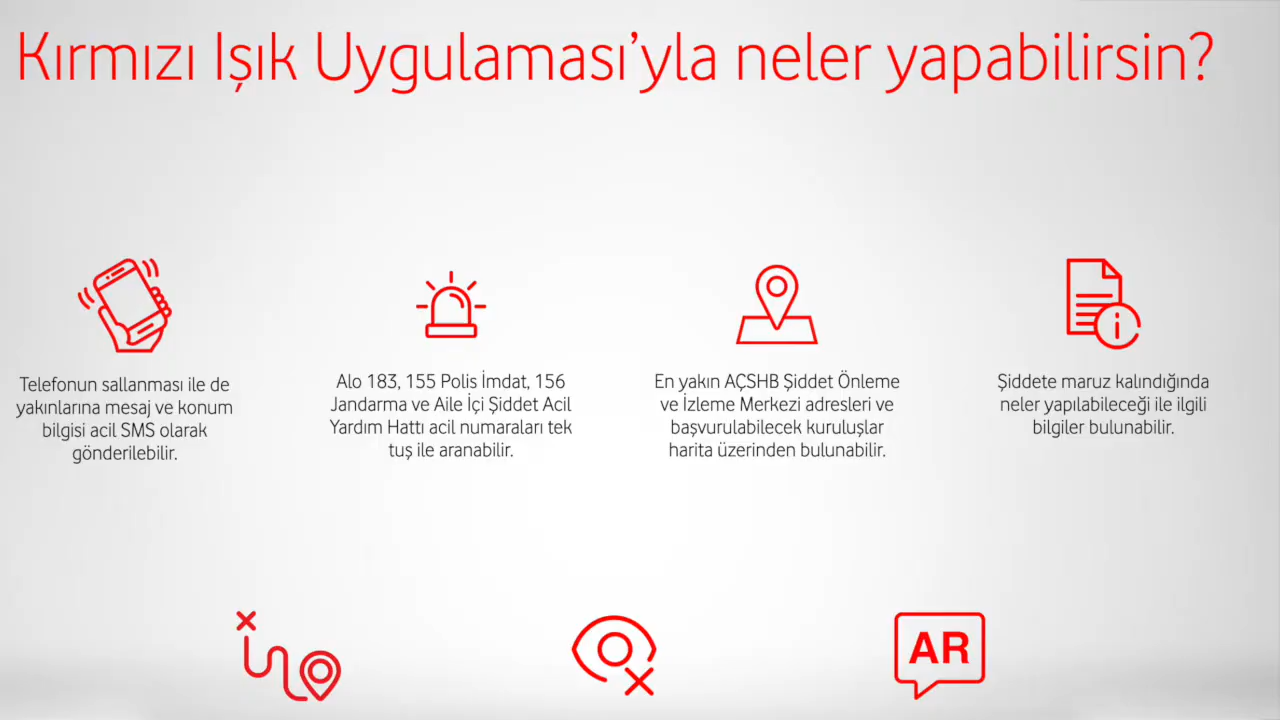 Kırmızı Işık Uygulaması’yla neler yapabilirsin?
Telefonun sallanması ile de
yakınlarına mesaj ve konum
bilgisi acil SMS olarak
gönderilebilir.
Alo 183, 155 Polis İmdat, 156
Jandarma ve Aile İçi Şiddet Acil
Yardım Hattı acil numaraları tek
tuş ile aranabilir.
En yakın AÇSHB Şiddet Önleme
ve İzleme Merkezi adresleri ve
başvurulabilecek kuruluşlar
harita üzerinden bulunabilir.
Şiddete maruz kalındığında
neler yapılabileceği ile ilgili
bilgiler bulunabilir.
AR